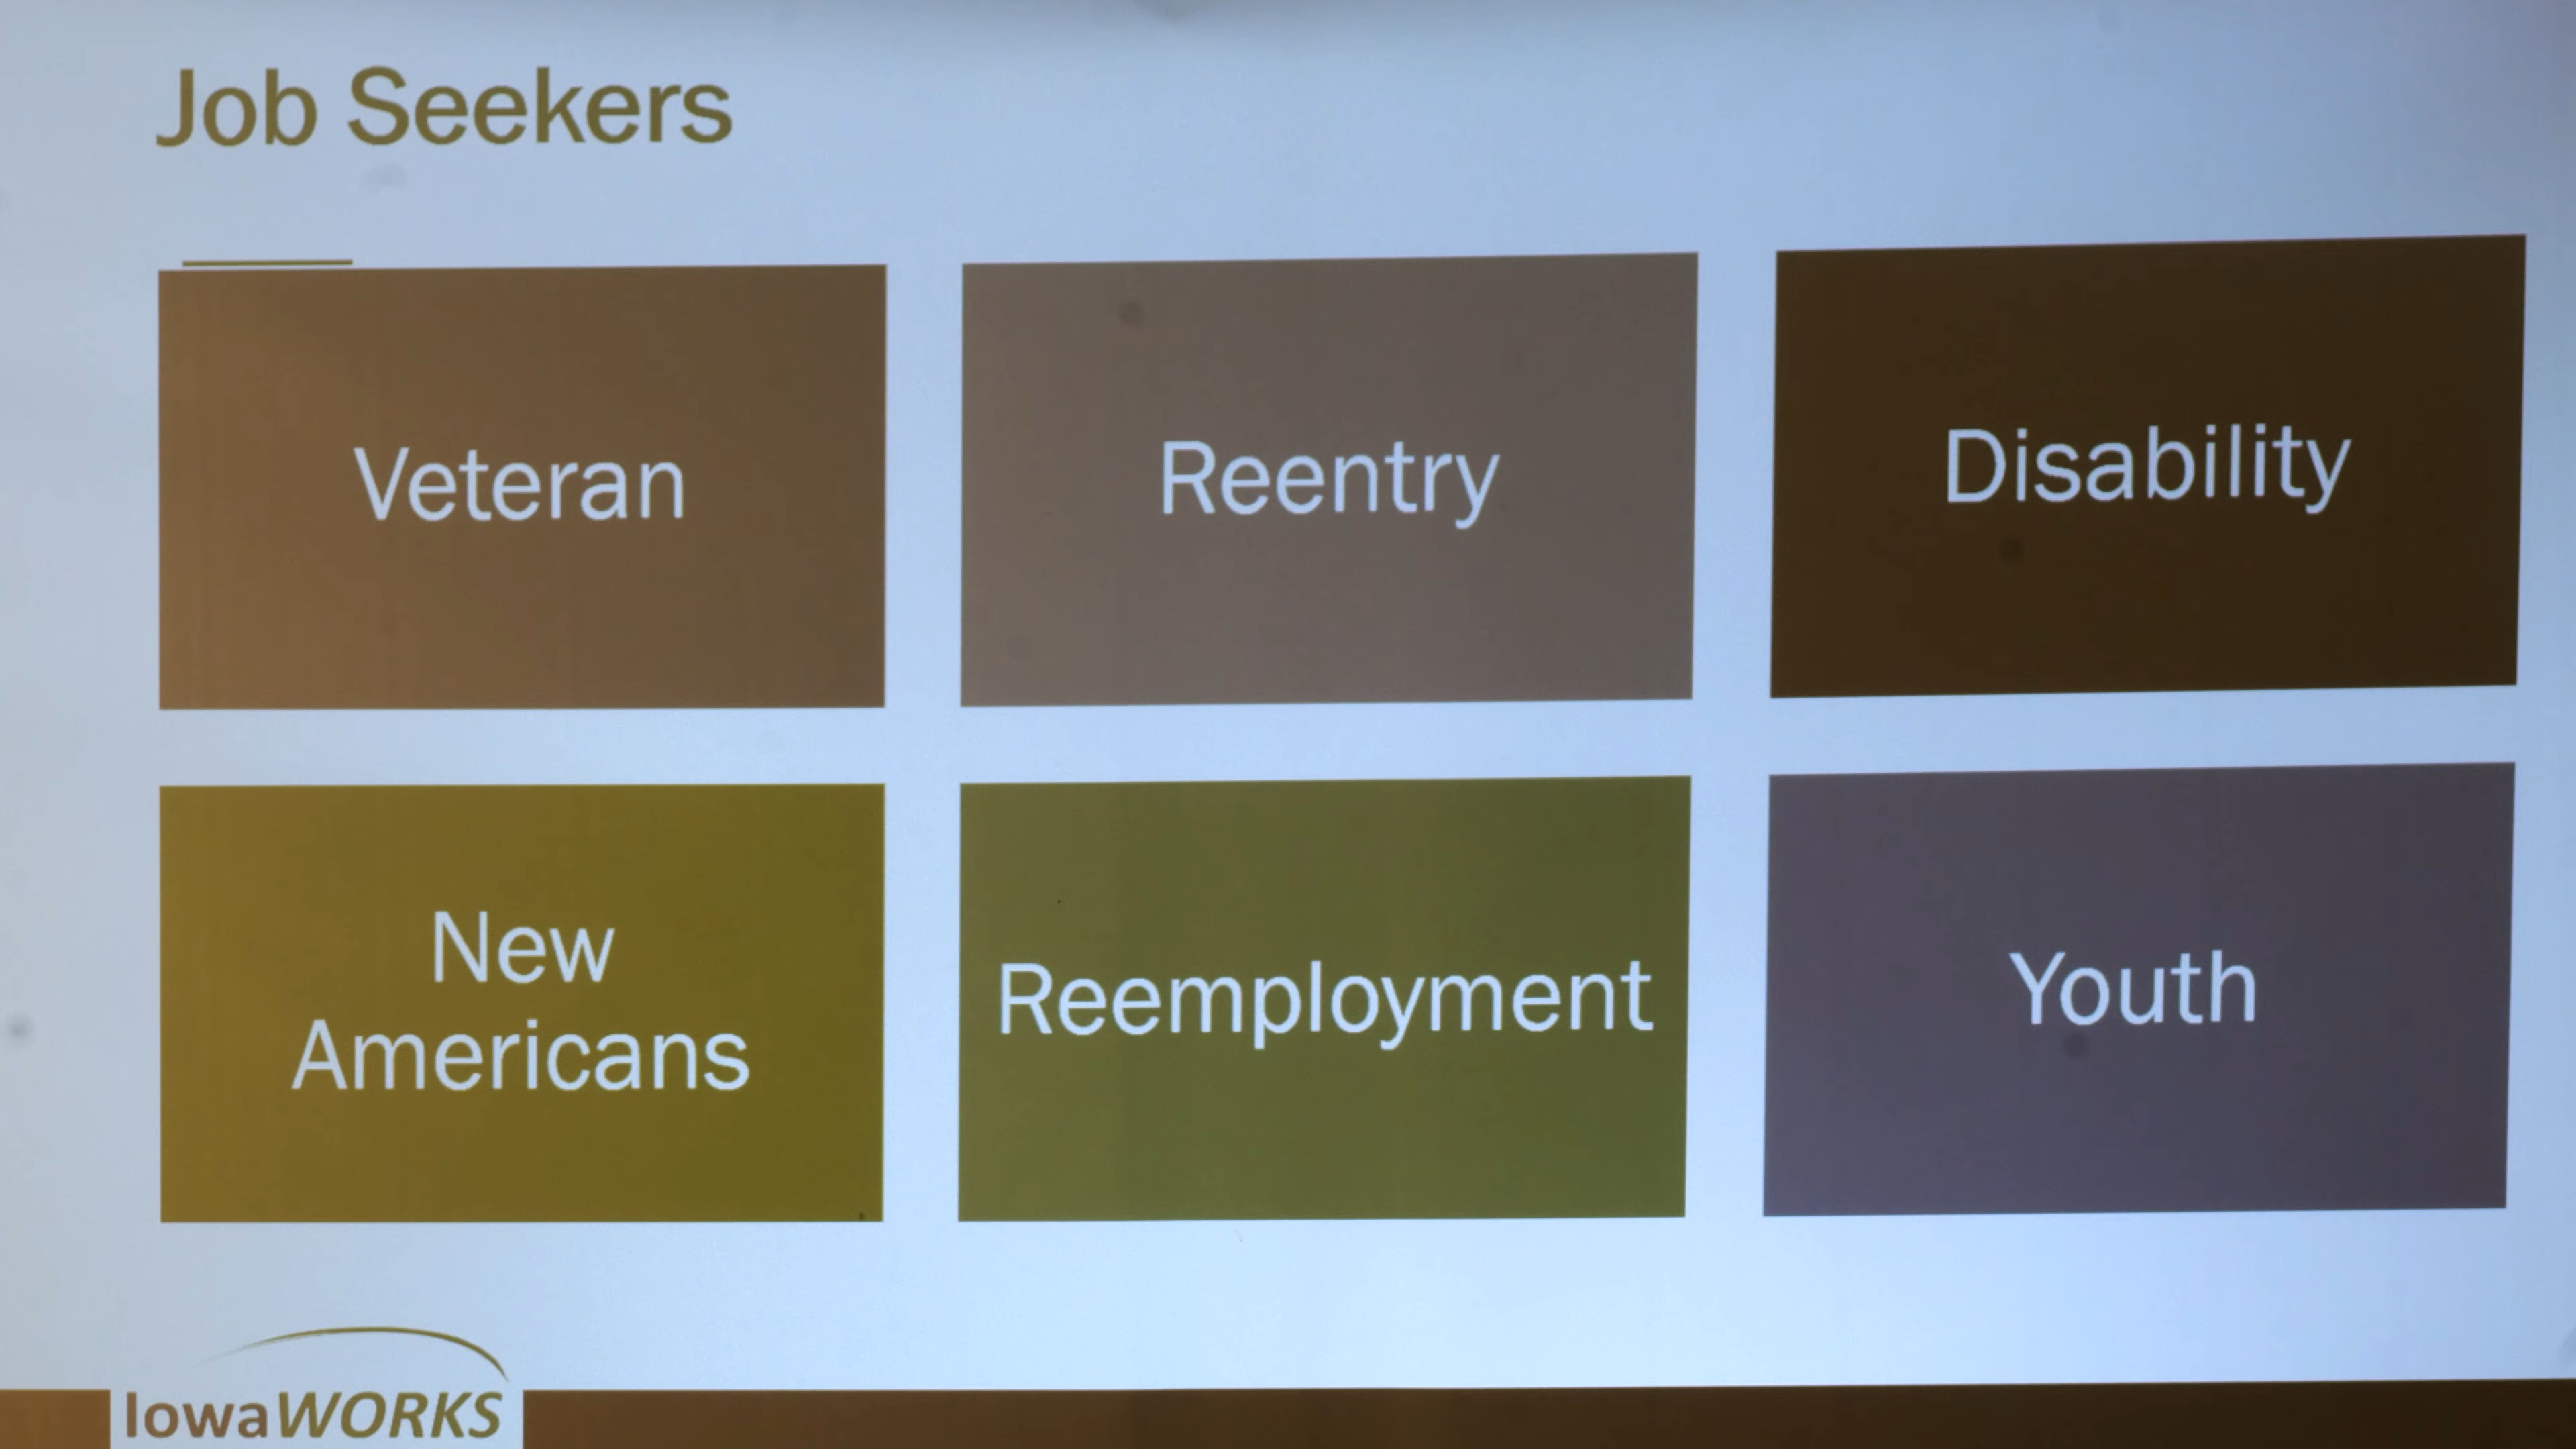 Job Seekers
Veteran
Reentry
Disability
New
Americans
Reemployment
Youth
IowaWORKS